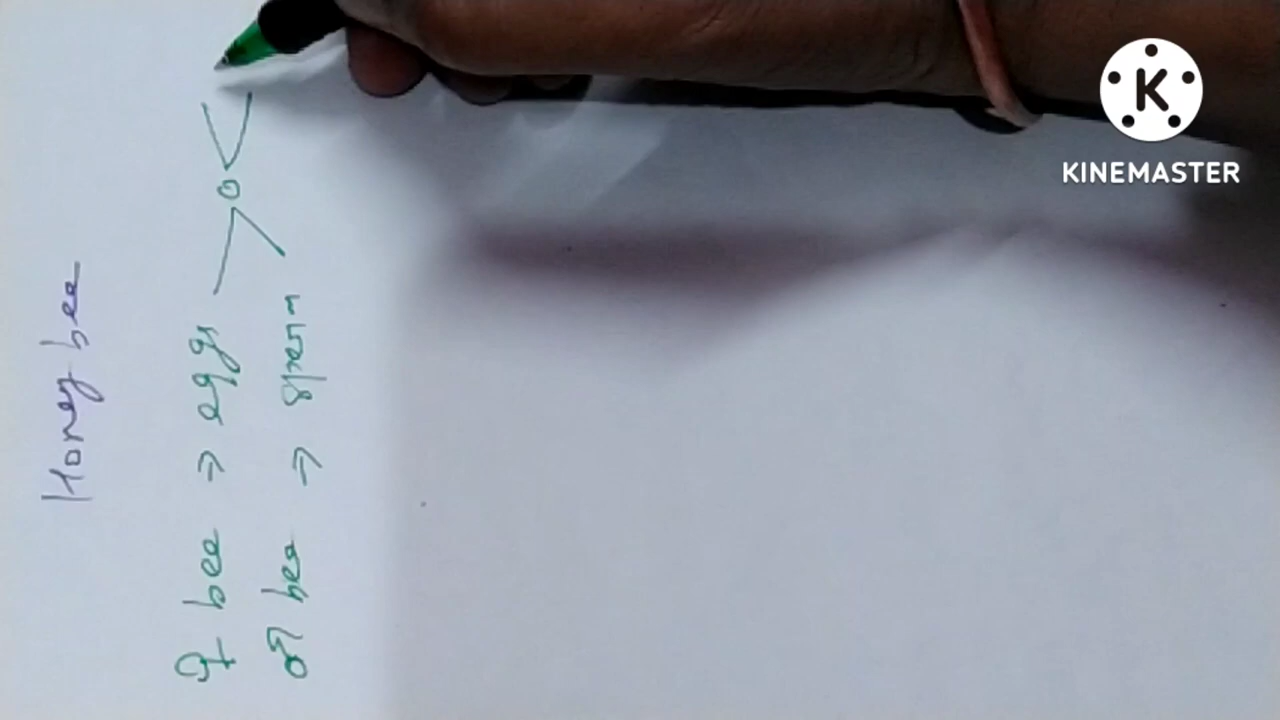 Honey bee
♀ bee ⇒ eggs
♂ bee → sperm
K
KINEMASTER